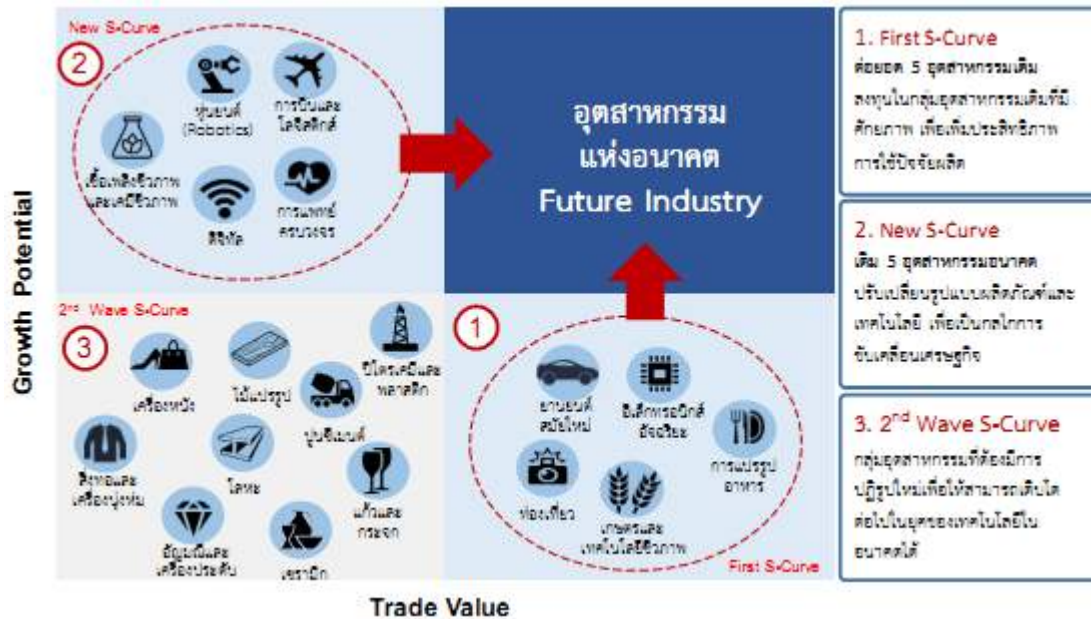 New S-Curve
2
หุ่นยนต์
(Robotics)
การบินและ
โลจิสติกส์
เชื้อเพลิงชีวภาพ
และเคมีชีวภาพ
ดิจิทัล
การแพทย์
ครบวงจร
อุตสาหกรรม
แห่งอนาคต
Future Industry
Growth Potential
2nd Wave S-Curve
3
เครื่องหนัง
ไม้แปรรูป
ปิโตรเคมีและ
พลาสติก
ปูนซีเมนต์
สิ่งทอและ
เครื่องนุ่งห่ม
โลหะ
แก้วและ
กระจก
อัญมณีและ
เครื่องประดับ
เซรามิก
1
ยานยนต์
สมัยใหม่
อิเล็กทรอนิกส์
อัจฉริยะ
การแปรรูป
อาหาร
ท่องเที่ยว
เกษตรและ
เทคโนโลยีชีวภาพ
First S-Curve
Trade Value
1. First S-Curve
ต่อยอด 5 อุตสาหกรรมเดิม
ลงทุนในกลุ่มอุตสาหกรรมเดิมที่มี
ศักยภาพ เพื่อเพิ่มประสิทธิภาพ
การใช้ปัจจัยผลิต
2. New S-Curve
เติม 5 อุตสาหกรรมอนาคต
ปรับเปลี่ยนรูปแบบผลิตภัณฑ์และ
เทคโนโลยี เพื่อเป็นกลไกการ
ขับเคลื่อนเศรษฐกิจ
3. 2nd Wave S-Curve
กลุ่มอุตสาหกรรมที่ต้องมีการ
ปฏิรูปใหม่เพื่อให้สามารถเติบโต
ต่อไปในยุคของเทคโนโลยีใน
อนาคตได้